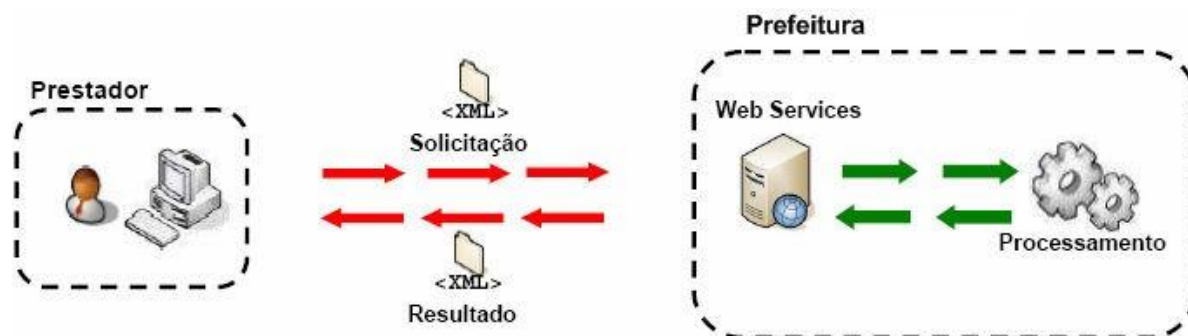 Prefeitura
Prestador
<XML>
Solicitação
Web Services
Processamento
<XML>
Resultado